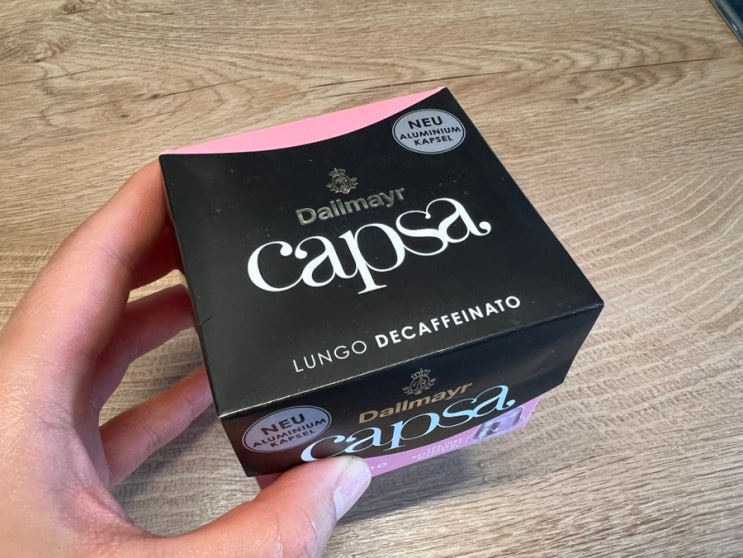 NEU
ALUMINIUM
KAPSEL
Dallmayr
capsa
LUNGO DECAFFEINATO
Dallmayr
capsa
NEU
ALUMINIUM
KAPSEL